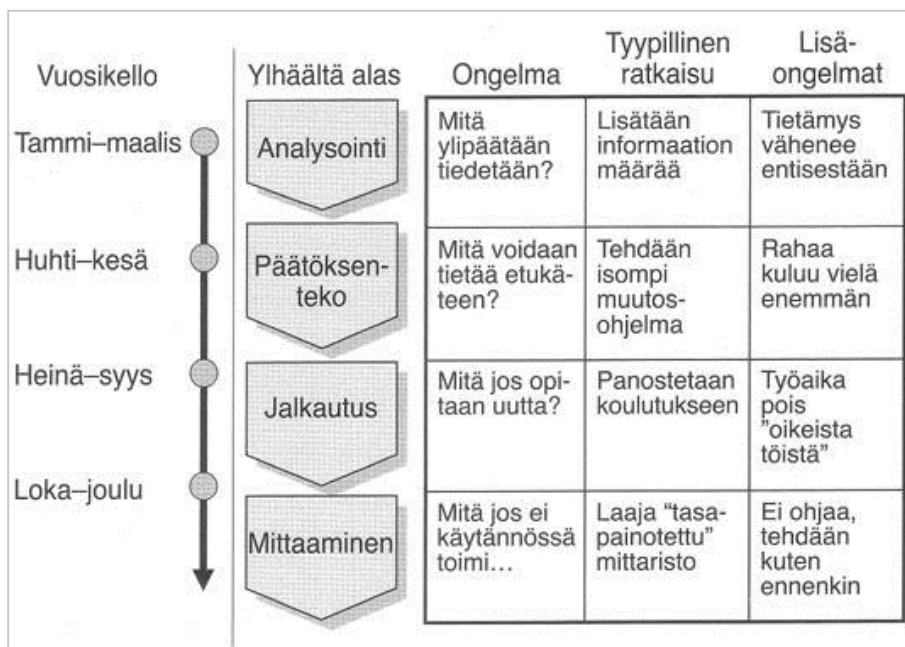 Vuosikello
Ylhäältä alas
Ongelma
Tyypillinen
ratkaisu
Lisä-
ongelmat
Tammi–maalis
Analysointi
Mitä
ylipäätään
tiedetään?
Lisätään
informaation
määrää
Tietämys
vähenee
entisestään
Huhti–kesä
Päätöksen-
teko
Mitä voidaan
tietää etukä-
teen?
Tehdään
isompi
muutos-
ohjelma
Rahaa
kuluu vielä
enemmän
Heinä–syys
Jalkautus
Mitä jos opi-
taan uutta?
Panostetaan
koulutukseen
Työaika
pois
”oikeista
töistä”
Loka–joulu
Mittaaminen
Mitä jos ei
käytännössä
toimi…
Laaja ”tasa-
painotettu”
mittaristo
Ei ohjaa,
tehdään
kuten
ennenkin